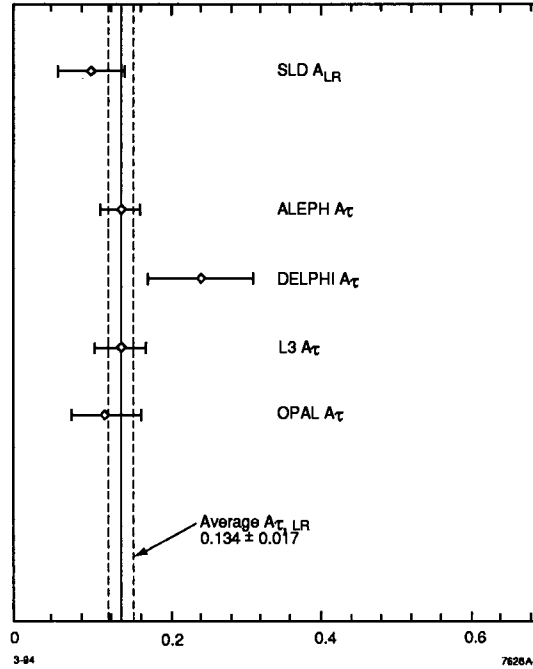 SLD A_LR
ALEPH Aτ
DELPHI Aτ
L3 Aτ
OPAL Aτ
Average Aτ, LR
0.134 ± 0.017
0 0.2 0.4 0.6
3-94 7626A